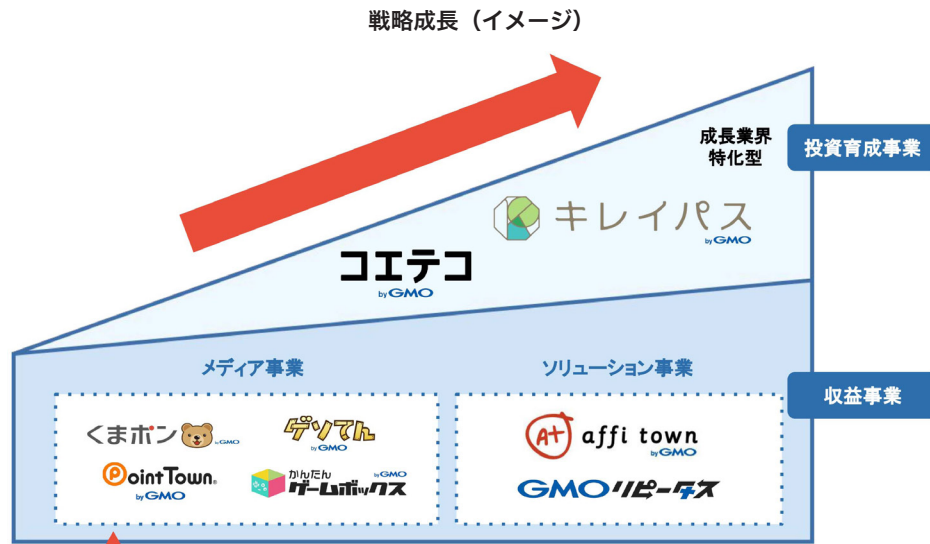 戦略成長（イメージ）
成長業界
特化型
投資育成事業
キレイパス
by GMO
コエテコ
by GMO
メディア事業
ソリューション事業
収益事業
くまポン
by GMO
ゲソてん
by GMO
PointTown®
by GMO
かんたん
by GMO
ゲームボックス
A+
affi town
by GMO
GMOリピータス